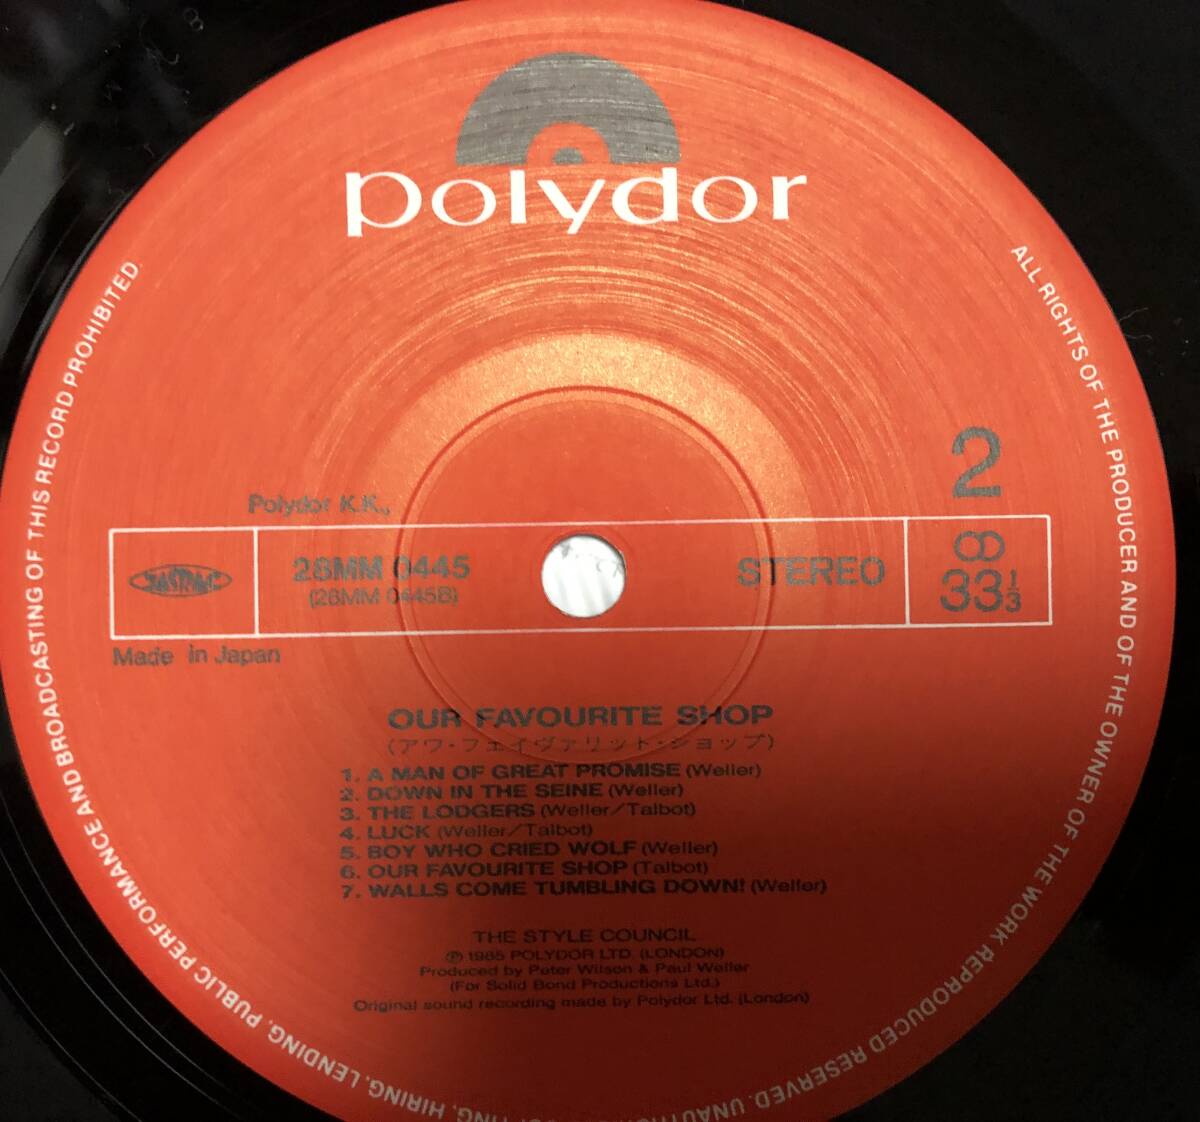 polydor
2
Polydor K.K.,
28MM 0445
(28MM 0445B)
STEREO
33 1/3
Made in Japan
OUR FAVOURITE SHOP
(アワ・フェイヴァリット・ショップ)
1. A MAN OF GREAT PROMISE (Weller)
2. DOWN IN THE SEINE (Weller)
3. THE LODGERS (Weller/Talbot)
4. LUCK (Weller/Talbot)
5. BOY WHO CRIED WOLF (Weller)
6. OUR FAVOURITE SHOP (Talbot)
7. WALLS COME TUMBLING DOWN! (Weller)
THE STYLE COUNCIL
Ⓟ 1985 POLYDOR LTD. (LONDON)
Produced by Peter Wilson & Paul Weller
(For Solid Bond Productions Ltd.)
Original sound recording made by Polydor Ltd. (London)
ALL RIGHTS OF THE PRODUCER AND OF THE OWNER OF THE WORK REPRODUCED RESERVED. HIRING, LENDING, PUBLIC PERFORMANCE AND BROADCASTING OF THIS RECORD PROHIBITED.